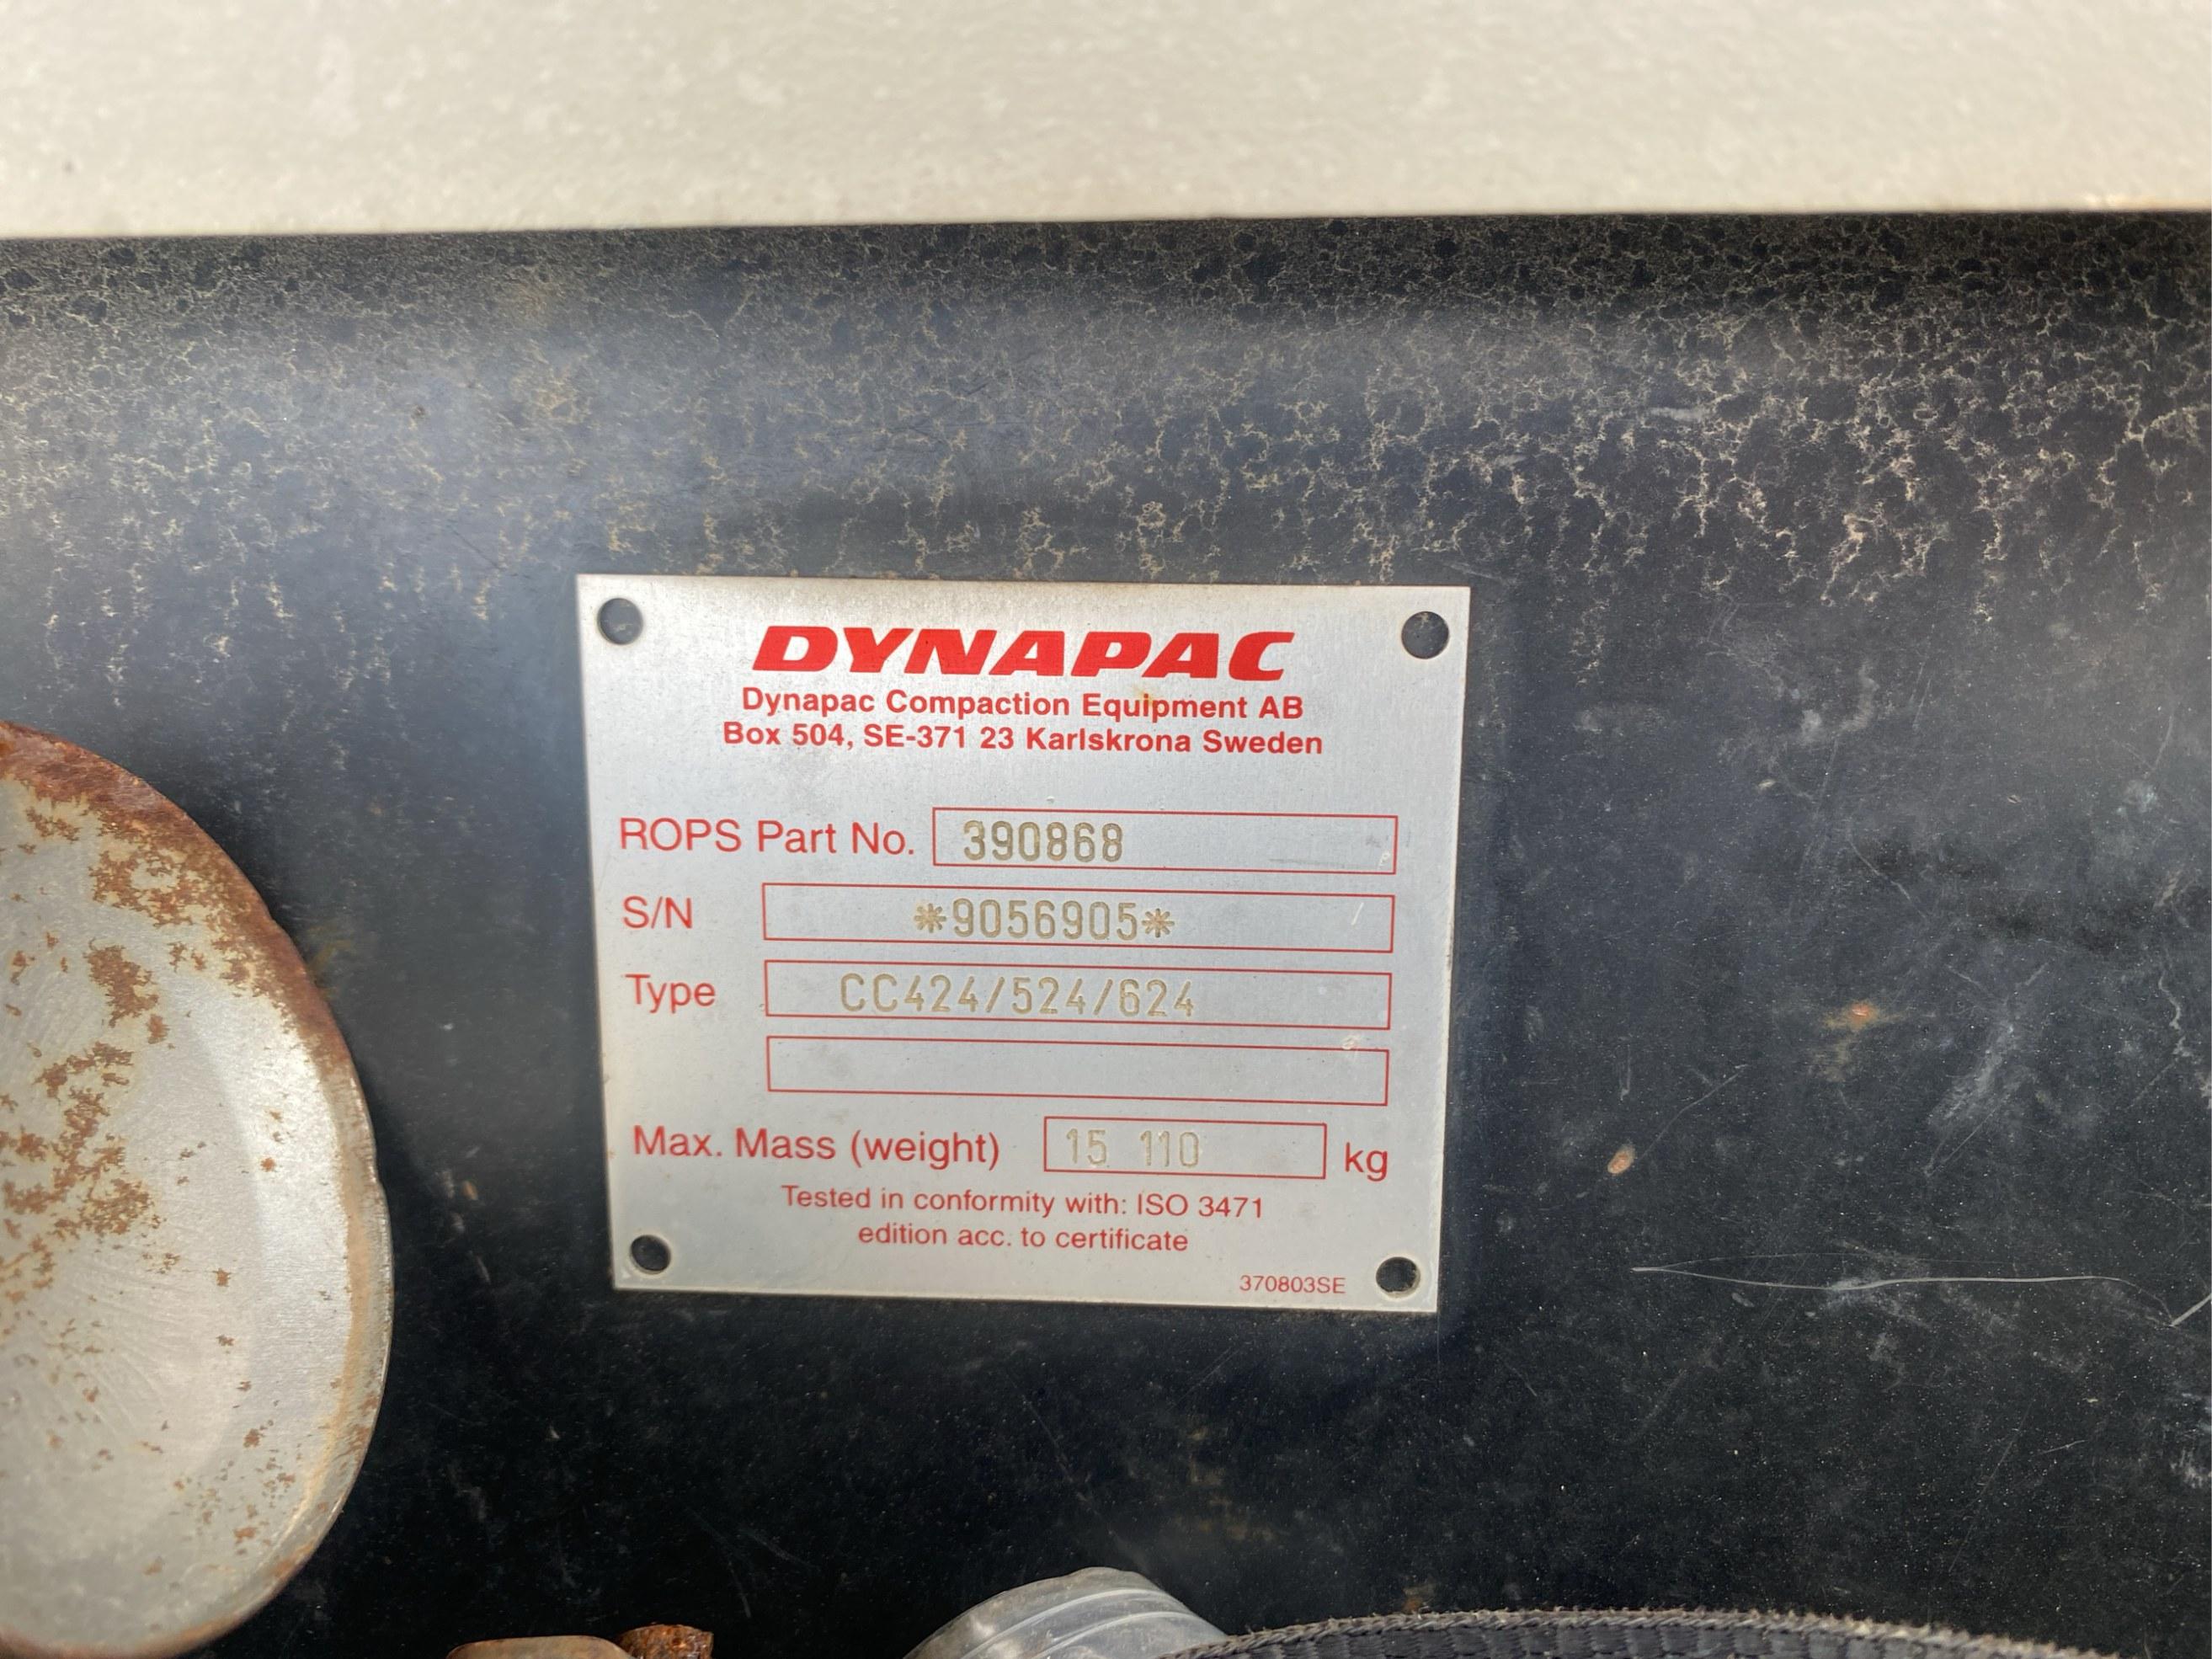 DYNAPAC
Dynapac Compaction Equipment AB
Box 504, SE-371 23 Karlskrona Sweden
ROPS Part No. 390868
S/N *9056905*
Type CC424/524/624
Max. Mass (weight) 15 110 kg
Tested in conformity with: ISO 3471
edition acc. to certificate
370803SE